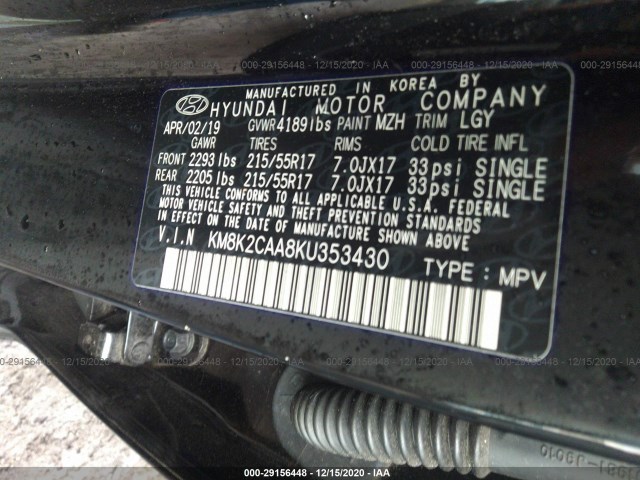 000-29156448 - 12/15/2020 - IAA
MANUFACTURED IN KOREA BY
HYUNDAI MOTOR COMPANY
APR/02/19 GVWR4189lbs PAINT MZH TRIM LGY
GAWR TIRES RIMS COLD TIRE INFL
FRONT 2293lbs 215/55R17 7.0JX17 33psi SINGLE
REAR 2205lbs 215/55R17 7.0JX17 33psi SINGLE
THIS VEHICLE CONFORMS TO ALL APPLICABLE U.S.A. FEDERAL
MOTOR VEHICLE SAFETY AND THEFT PREVENTION STANDARDS
IN EFFECT ON THE DATE OF MANUFACTURE SHOWN ABOVE.
V.I.N KM8K2CAA8KU353430 TYPE : MPV
000-29156448 - 12/15/2020 - IAA
000-29156448 - 12/15/2020 - IAA
000-29156448 - 12/15/2020 - IAA
000-29156448 - 12/15/2020 - IAA